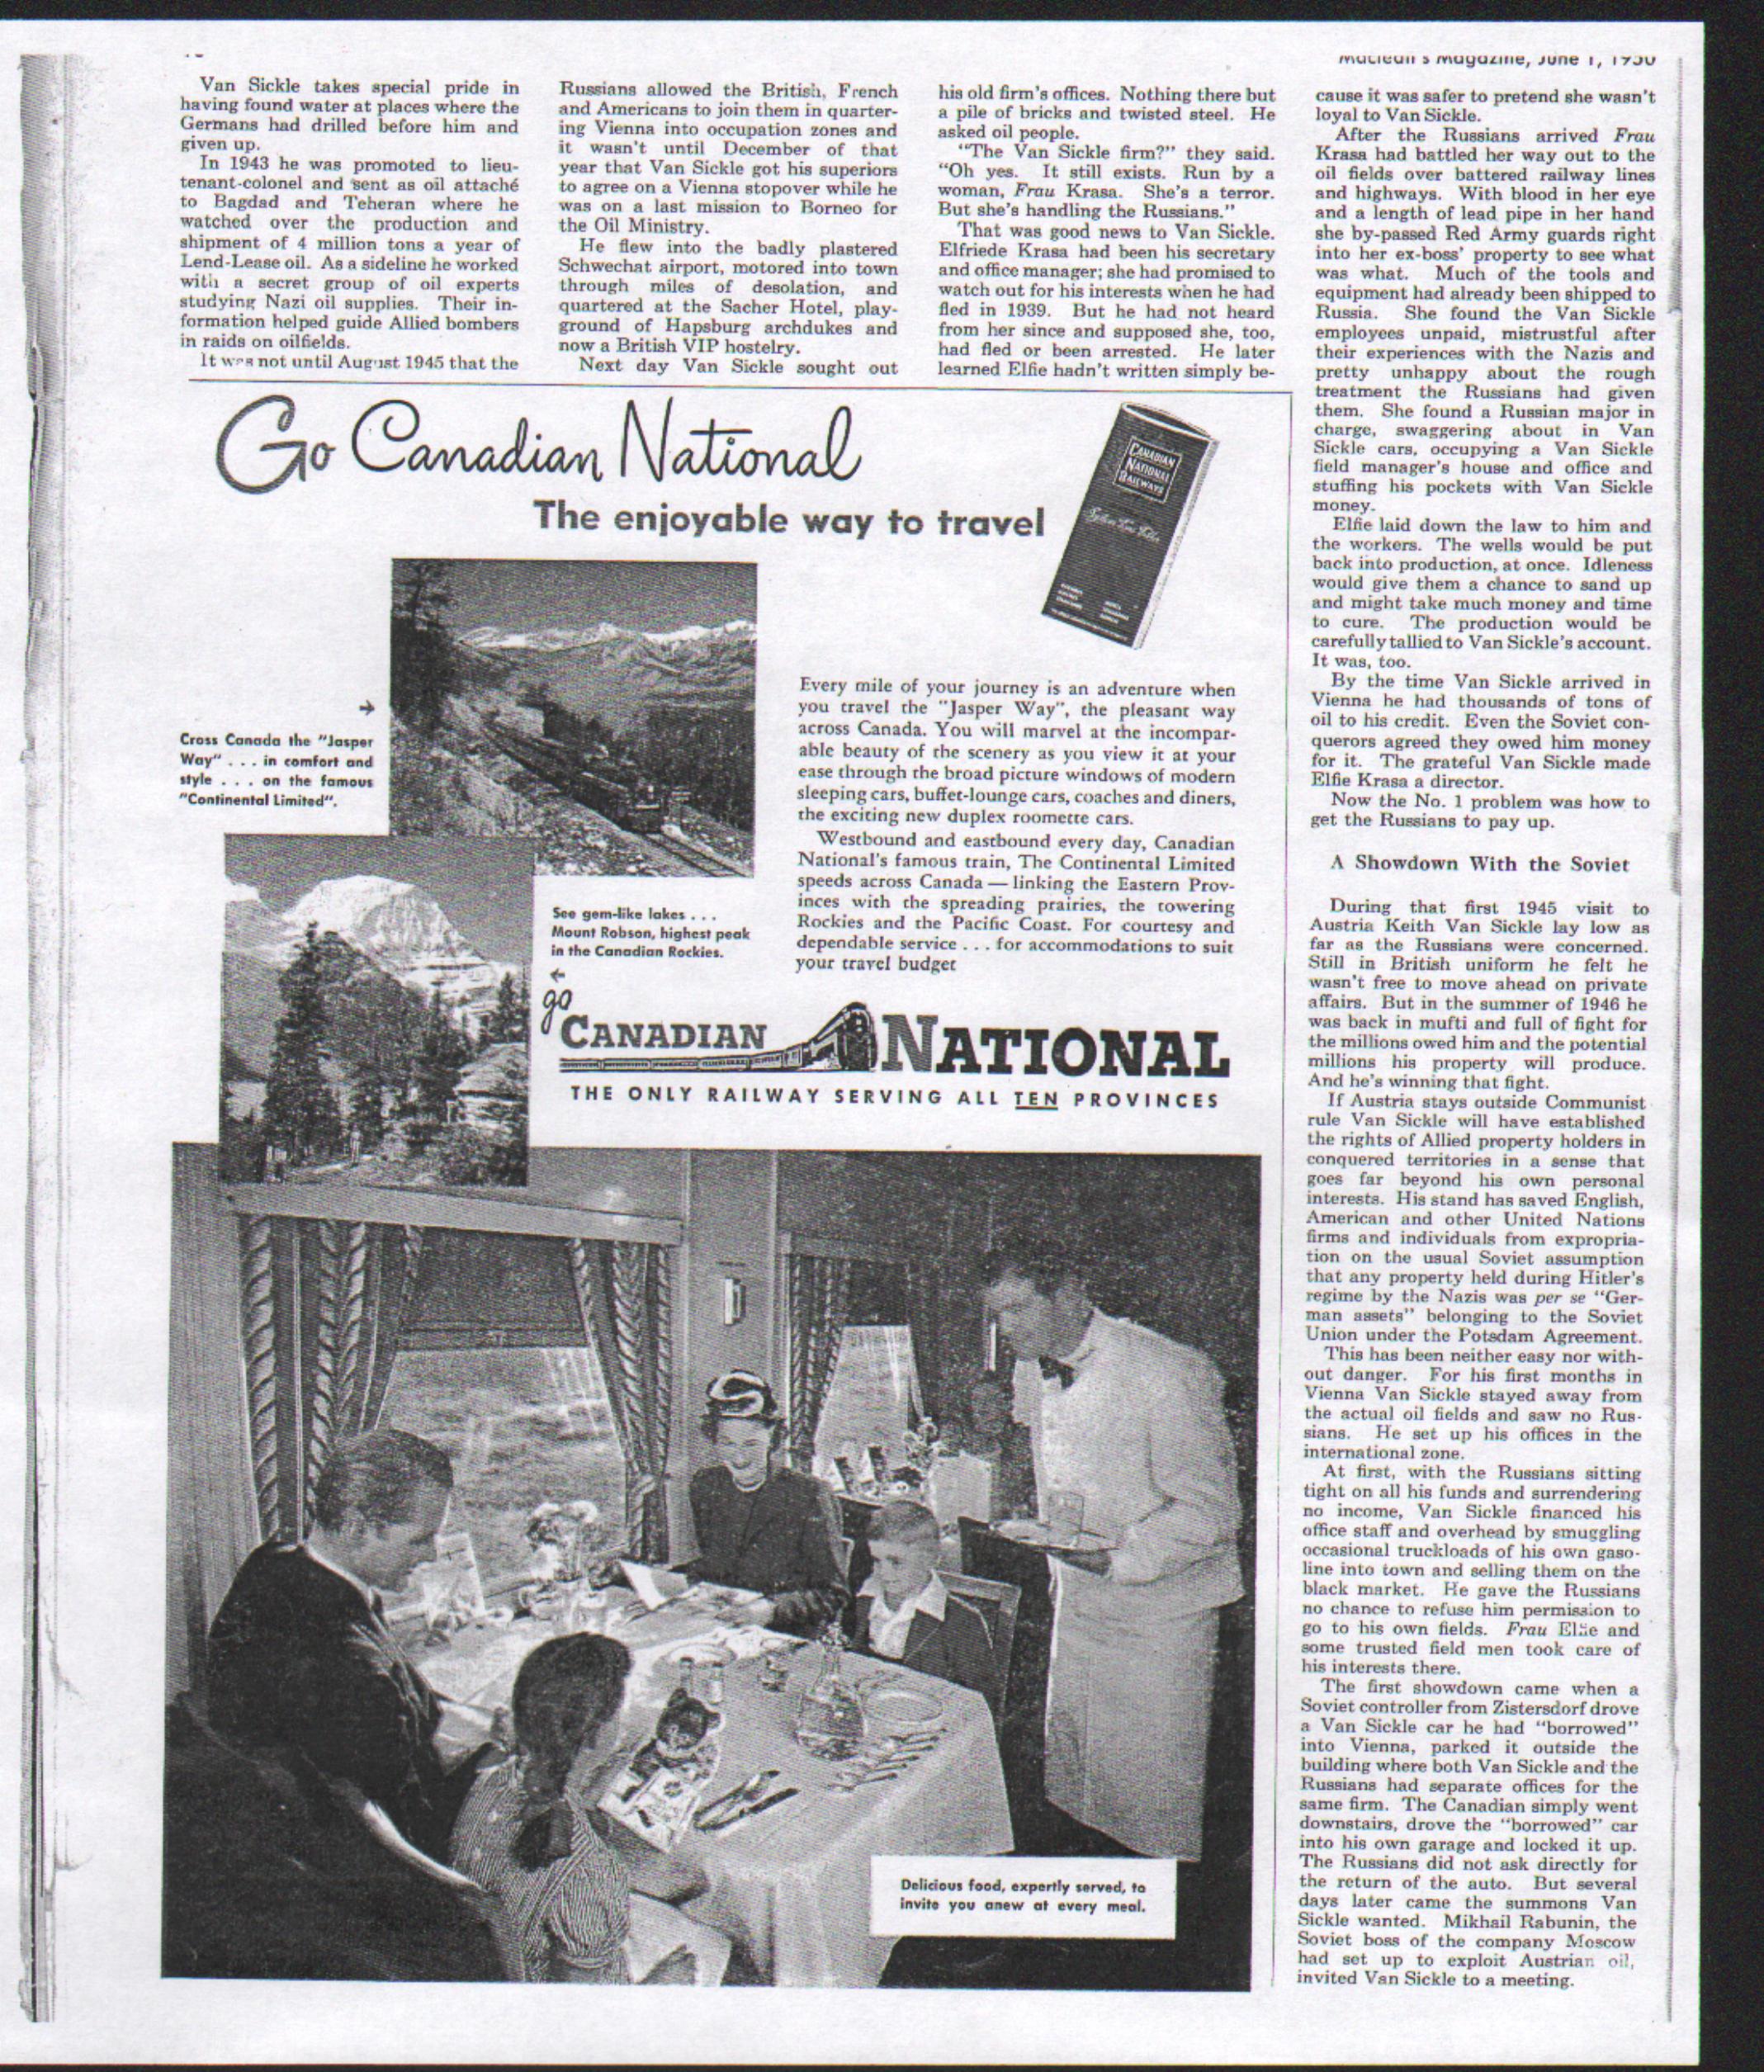 Maclean's Magazine, June 1, 1950
Van Sickle takes special pride in
having found water at places where the
Germans had drilled before him and
given up.
In 1943 he was promoted to lieu-
tenant-colonel and sent as oil attaché
to Bagdad and Teheran where he
watched over the production and
shipment of 4 million tons a year of
Lend-Lease oil. As a sideline he worked
with a secret group of oil experts
studying Nazi oil supplies. Their in-
formation helped guide Allied bombers
in raids on oilfields.
It was not until August 1945 that the
Russians allowed the British, French
and Americans to join them in quarter-
ing Vienna into occupation zones and
it wasn't until December of that
year that Van Sickle got his superiors
to agree on a Vienna stopover while he
was on a last mission to Borneo for
the Oil Ministry.
He flew into the badly plastered
Schwechat airport, motored into town
through miles of desolation, and
quartered at the Sacher Hotel, play-
ground of Hapsburg archdukes and
now a British VIP hostelry.
Next day Van Sickle sought out
his old firm's offices. Nothing there but
a pile of bricks and twisted steel. He
asked oil people.
"The Van Sickle firm?" they said.
"Oh yes. It still exists. Run by a
woman, Frau Krasa. She's a terror.
But she's handling the Russians."
That was good news to Van Sickle.
Elfriede Krasa had been his secretary
and office manager; she had promised to
watch out for his interests when he had
fled in 1939. But he had not heard
from her since and supposed she, too,
had fled or been arrested. He later
learned Elfie hadn't written simply be-
cause it was safer to pretend she wasn't
loyal to Van Sickle.
After the Russians arrived Frau
Krasa had battled her way out to the
oil fields over battered railway lines
and highways. With blood in her eye
and a length of lead pipe in her hand
she by-passed Red Army guards right
into her ex-boss' property to see what
was what. Much of the tools and
equipment had already been shipped to
Russia. She found the Van Sickle
employees unpaid, mistrustful after
their experiences with the Nazis and
pretty unhappy about the rough
treatment the Russians had given
them. She found a Russian major in
charge, swaggering about in Van
Sickle cars, occupying a Van Sickle
field manager's house and office and
stuffing his pockets with Van Sickle
money.
Elfie laid down the law to him and
the workers. The wells would be put
back into production, at once. Idleness
would give them a chance to sand up
and might take much money and time
to cure. The production would be
carefully tallied to Van Sickle's account.
It was, too.
By the time Van Sickle arrived in
Vienna he had thousands of tons of
oil to his credit. Even the Soviet con-
querors agreed they owed him money
for it. The grateful Van Sickle made
Elfie Krasa a director.
Now the No. 1 problem was how to
get the Russians to pay up.
A Showdown With the Soviet
During that first 1945 visit to
Austria Keith Van Sickle lay low as
far as the Russians were concerned.
Still in British uniform he felt he
wasn't free to move ahead on private
affairs. But in the summer of 1946 he
was back in mufti and full of fight for
the millions owed him and the potential
millions his property will produce.
And he's winning that fight.
If Austria stays outside Communist
rule Van Sickle will have established
the rights of Allied property holders in
conquered territories in a sense that
goes far beyond his own personal
interests. His stand has saved English,
American and other United Nations
firms and individuals from expropria-
tion on the usual Soviet assumption
that any property held during Hitler's
regime by the Nazis was per se "Ger-
man assets" belonging to the Soviet
Union under the Potsdam Agreement.
This has been neither easy nor with-
out danger. For his first months in
Vienna Van Sickle stayed away from
the actual oil fields and saw no Rus-
sians. He set up his offices in the
international zone.
At first, with the Russians sitting
tight on all his funds and surrendering
no income, Van Sickle financed his
office staff and overhead by smuggling
occasional truckloads of his own gaso-
line into town and selling them on the
black market. He gave the Russians
no chance to refuse him permission to
go to his own fields. Frau Elfie and
some trusted field men took care of
his interests there.
The first showdown came when a
Soviet controller from Zistersdorf drove
a Van Sickle car he had "borrowed"
into Vienna, parked it outside the
building where both Van Sickle and the
Russians had separate offices for the
same firm. The Canadian simply went
downstairs, drove the "borrowed" car
into his own garage and locked it up.
The Russians did not ask directly for
the return of the auto. But several
days later came the summons Van
Sickle wanted. Mikhail Rabunin, the
Soviet boss of the company Moscow
had set up to exploit Austrian oil,
invited Van Sickle to a meeting.
Go Canadian National
The enjoyable way to travel
CANADIAN
NATIONAL
RAILWAYS
Cross Canada the "Jasper
Way" . . . in comfort and
style . . . on the famous
"Continental Limited".
See gem-like lakes . . .
Mount Robson, highest peak
in the Canadian Rockies.
Every mile of your journey is an adventure when
you travel the "Jasper Way", the pleasant way
across Canada. You will marvel at the incompar-
able beauty of the scenery as you view it at your
ease through the broad picture windows of modern
sleeping cars, buffet-lounge cars, coaches and diners,
the exciting new duplex roomette cars.
Westbound and eastbound every day, Canadian
National's famous train, The Continental Limited
speeds across Canada — linking the Eastern Prov-
inces with the spreading prairies, the towering
Rockies and the Pacific Coast. For courtesy and
dependable service . . . for accommodations to suit
your travel budget
go
CANADIAN NATIONAL
THE ONLY RAILWAY SERVING ALL TEN PROVINCES
Delicious food, expertly served, to
invite you anew at every meal.